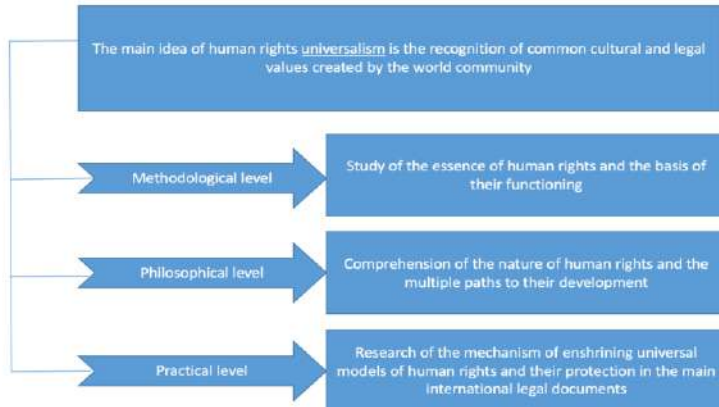 The main idea of human rights universalism is the recognition of common cultural and legal
values created by the world community
Methodological level
Study of the essence of human rights and the basis of
their functioning
Philosophical level
Comprehension of the nature of human rights and the
multiple paths to their development
Practical level
Research of the mechanism of enshrining universal
models of human rights and their protection in the main
international legal documents